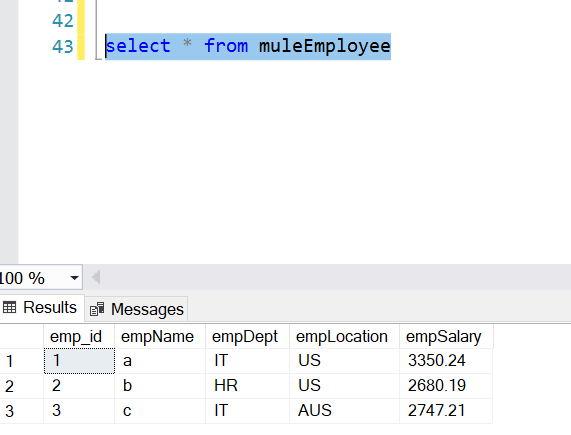 42
43 select * from muleEmployee
100 %
Results Messages
emp_id empName empDept empLocation empSalary
1 1 a IT US 3350.24
2 2 b HR US 2680.19
3 3 c IT AUS 2747.21